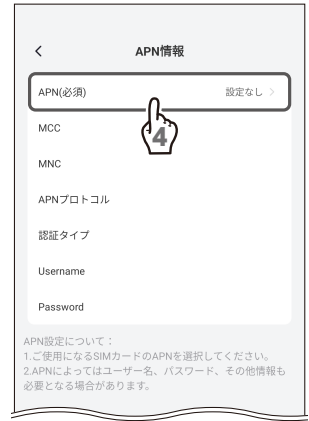 APN情報
APN(必須) 設定なし
4
MCC
MNC
APNプロトコル
認証タイプ
Username
Password
APN設定について：
1.ご使用になるSIMカードのAPNを選択してください。
2.APNによってはユーザー名、パスワード、その他情報も
必要となる場合があります。